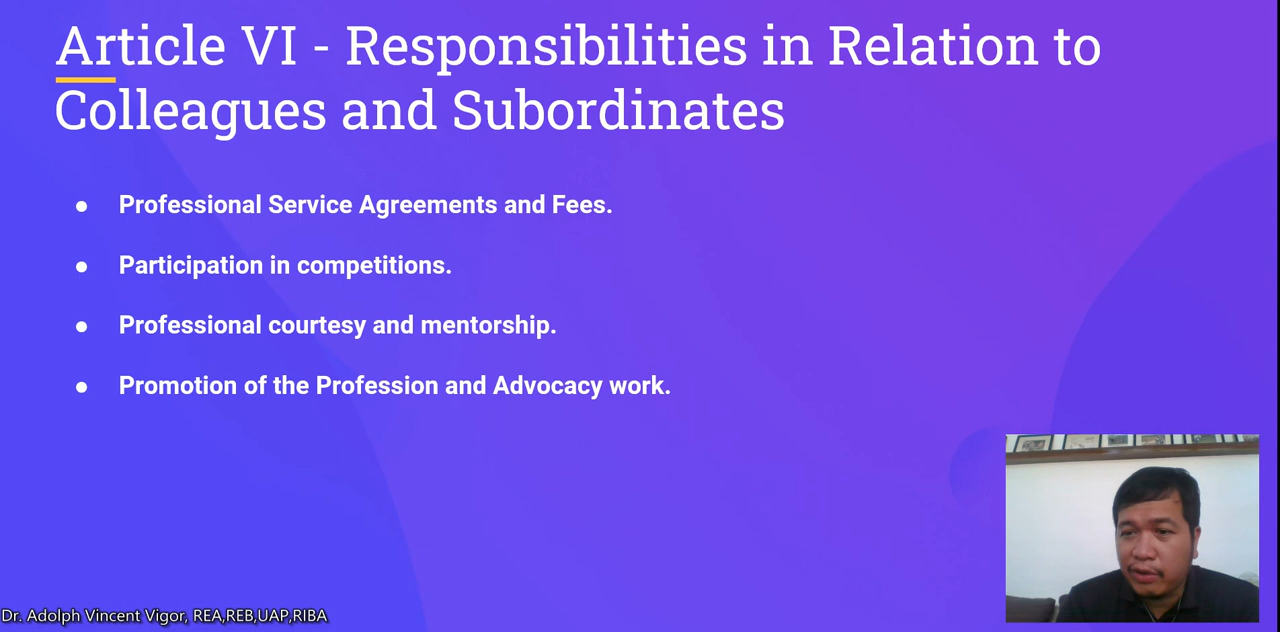 Article VI - Responsibilities in Relation to
Colleagues and Subordinates
● Professional Service Agreements and Fees.
● Participation in competitions.
● Professional courtesy and mentorship.
● Promotion of the Profession and Advocacy work.
Dr. Adolph Vincent Vigor, REA,REB,UAP,RIBA